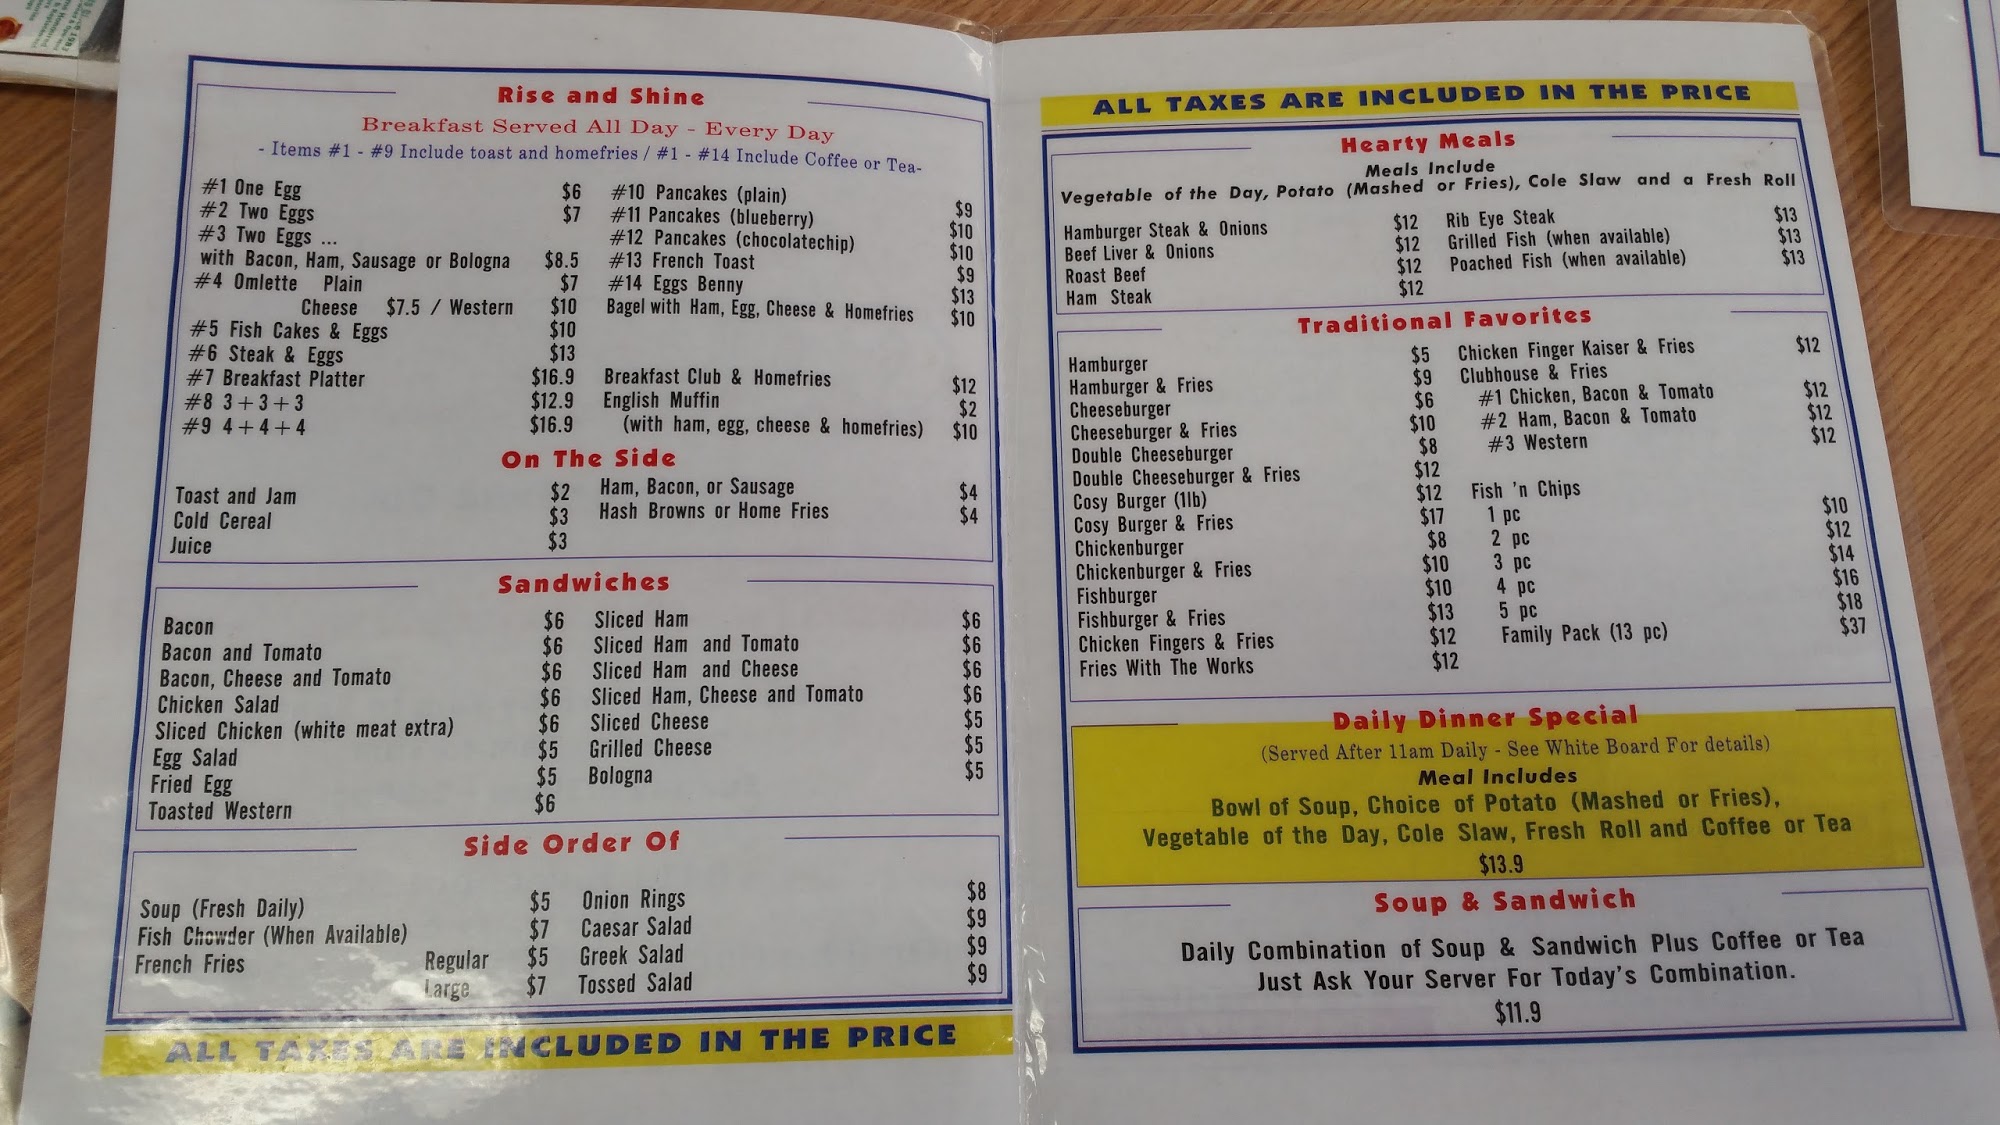 Rise and Shine
Breakfast Served All Day - Every Day
- Items #1 - #9 Include toast and homefries / #1 - #14 Include Coffee or Tea-
#1 One Egg $6
#2 Two Eggs $7
#3 Two Eggs ...
with Bacon, Ham, Sausage or Bologna $8.5
#4 Omlette Plain $7
Cheese $7.5 / Western $10
#5 Fish Cakes & Eggs $10
#6 Steak & Eggs $13
#7 Breakfast Platter $16.9
#8 3+3+3 $12.9
#9 4+4+4 $16.9
#10 Pancakes (plain) $9
#11 Pancakes (blueberry) $10
#12 Pancakes (chocolatechip) $10
#13 French Toast $9
#14 Eggs Benny $13
Bagel with Ham, Egg, Cheese & Homefries $10
Breakfast Club & Homefries $12
English Muffin $2
(with ham, egg, cheese & homefries) $10
On The Side
Toast and Jam $2
Cold Cereal $3
Juice $3
Ham, Bacon, or Sausage $4
Hash Browns or Home Fries $4
Sandwiches
Bacon $6
Bacon and Tomato $6
Bacon, Cheese and Tomato $6
Chicken Salad $6
Sliced Chicken (white meat extra) $6
Egg Salad $5
Fried Egg $5
Toasted Western $6
Sliced Ham $6
Sliced Ham and Tomato $6
Sliced Ham and Cheese $6
Sliced Ham, Cheese and Tomato $6
Sliced Cheese $5
Grilled Cheese $5
Bologna $5
Side Order Of
Soup (Fresh Daily) $5
Fish Chowder (When Available) $7
French Fries Regular $5
Large $7
Onion Rings $8
Caesar Salad $9
Greek Salad $9
Tossed Salad $9
ALL TAXES ARE INCLUDED IN THE PRICE
ALL TAXES ARE INCLUDED IN THE PRICE
Hearty Meals
Meals Include
Vegetable of the Day, Potato (Mashed or Fries), Cole Slaw and a Fresh Roll
Hamburger Steak & Onions $12
Beef Liver & Onions $12
Roast Beef $12
Ham Steak $12
Rib Eye Steak $13
Grilled Fish (when available) $13
Poached Fish (when available) $13
Traditional Favorites
Hamburger $5
Hamburger & Fries $9
Cheeseburger $6
Cheeseburger & Fries $10
Double Cheeseburger $8
Double Cheeseburger & Fries $12
Cosy Burger (1lb) $12
Cosy Burger & Fries $17
Chickenburger $8
Chickenburger & Fries $10
Fishburger $10
Fishburger & Fries $13
Chicken Fingers & Fries $12
Fries With The Works $12
Chicken Finger Kaiser & Fries $12
Clubhouse & Fries
#1 Chicken, Bacon & Tomato $12
#2 Ham, Bacon & Tomato $12
#3 Western $12
Fish 'n Chips
1 pc $10
2 pc $12
3 pc $14
4 pc $16
5 pc $18
Family Pack (13 pc) $37
Daily Dinner Special
(Served After 11am Daily - See White Board For details)
Meal Includes
Bowl of Soup, Choice of Potato (Mashed or Fries),
Vegetable of the Day, Cole Slaw, Fresh Roll and Coffee or Tea
$13.9
Soup & Sandwich
Daily Combination of Soup & Sandwich Plus Coffee or Tea
Just Ask Your Server For Today's Combination.
$11.9